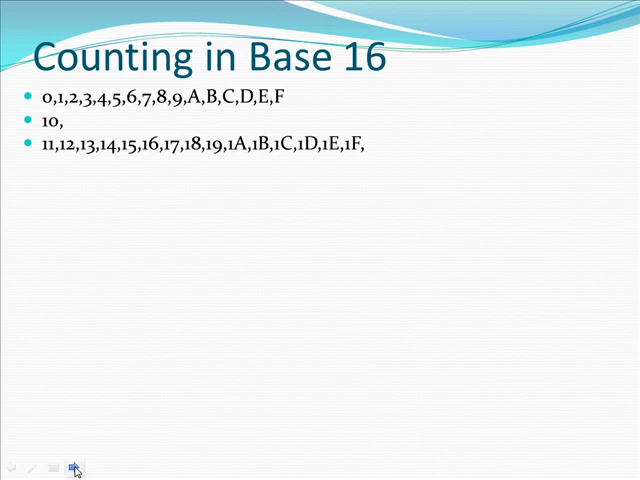 Counting in Base 16
0,1,2,3,4,5,6,7,8,9,A,B,C,D,E,F
10,
11,12,13,14,15,16,17,18,19,1A,1B,1C,1D,1E,1F,